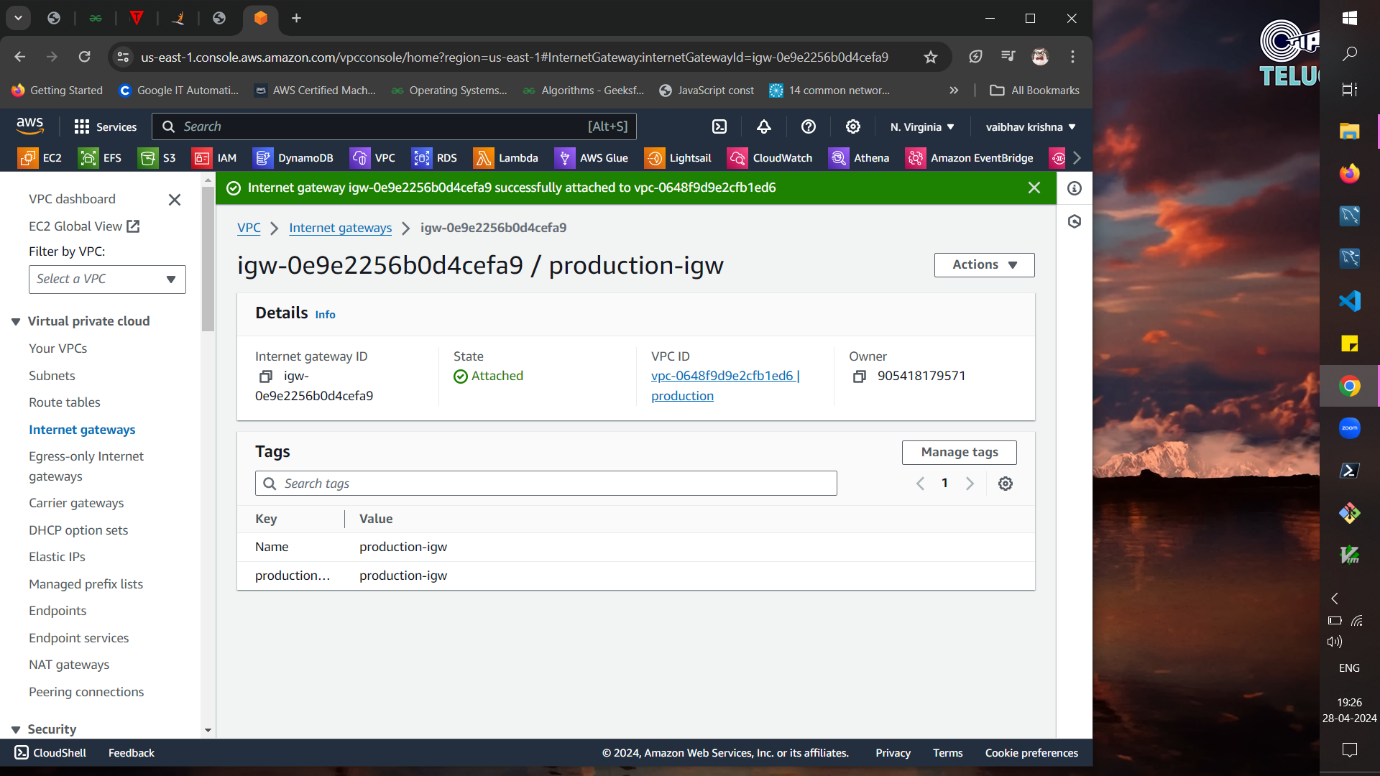 us-east-1.console.aws.amazon.com/vpcconsole/home?region=us-east-1#InternetGateway:internetGatewayId=igw-0e9e2256b0d4cefa9
Getting Started
Google IT Automati...
AWS Certified Mach...
Operating Systems...
Algorithms - Geeksf...
JavaScript const
14 common networ...
»
All Bookmarks
aws
Services
Search
[Alt+S]
N. Virginia
vaibhav krishna
EC2
EFS
S3
IAM
DynamoDB
VPC
RDS
Lambda
AWS Glue
Lightsail
CloudWatch
Athena
Amazon EventBridge
VPC dashboard
EC2 Global View
Filter by VPC:
Select a VPC
Virtual private cloud
Your VPCs
Subnets
Route tables
Internet gateways
Egress-only Internet
gateways
Carrier gateways
DHCP option sets
Elastic IPs
Managed prefix lists
Endpoints
Endpoint services
NAT gateways
Peering connections
Security
Internet gateway igw-0e9e2256b0d4cefa9 successfully attached to vpc-0648f9d9e2cfb1ed6
VPC
Internet gateways
igw-0e9e2256b0d4cefa9
igw-0e9e2256b0d4cefa9 / production-igw
Actions
Details Info
Internet gateway ID
igw-
0e9e2256b0d4cefa9
State
Attached
VPC ID
vpc-0648f9d9e2cfb1ed6 |
production
Owner
905418179571
Tags
Manage tags
Search tags
1
Key
Value
Name
production-igw
production...
production-igw
CloudShell
Feedback
© 2024, Amazon Web Services, Inc. or its affiliates.
Privacy
Terms
Cookie preferences
TELU
zoom
ENG
19:26
28-04-2024